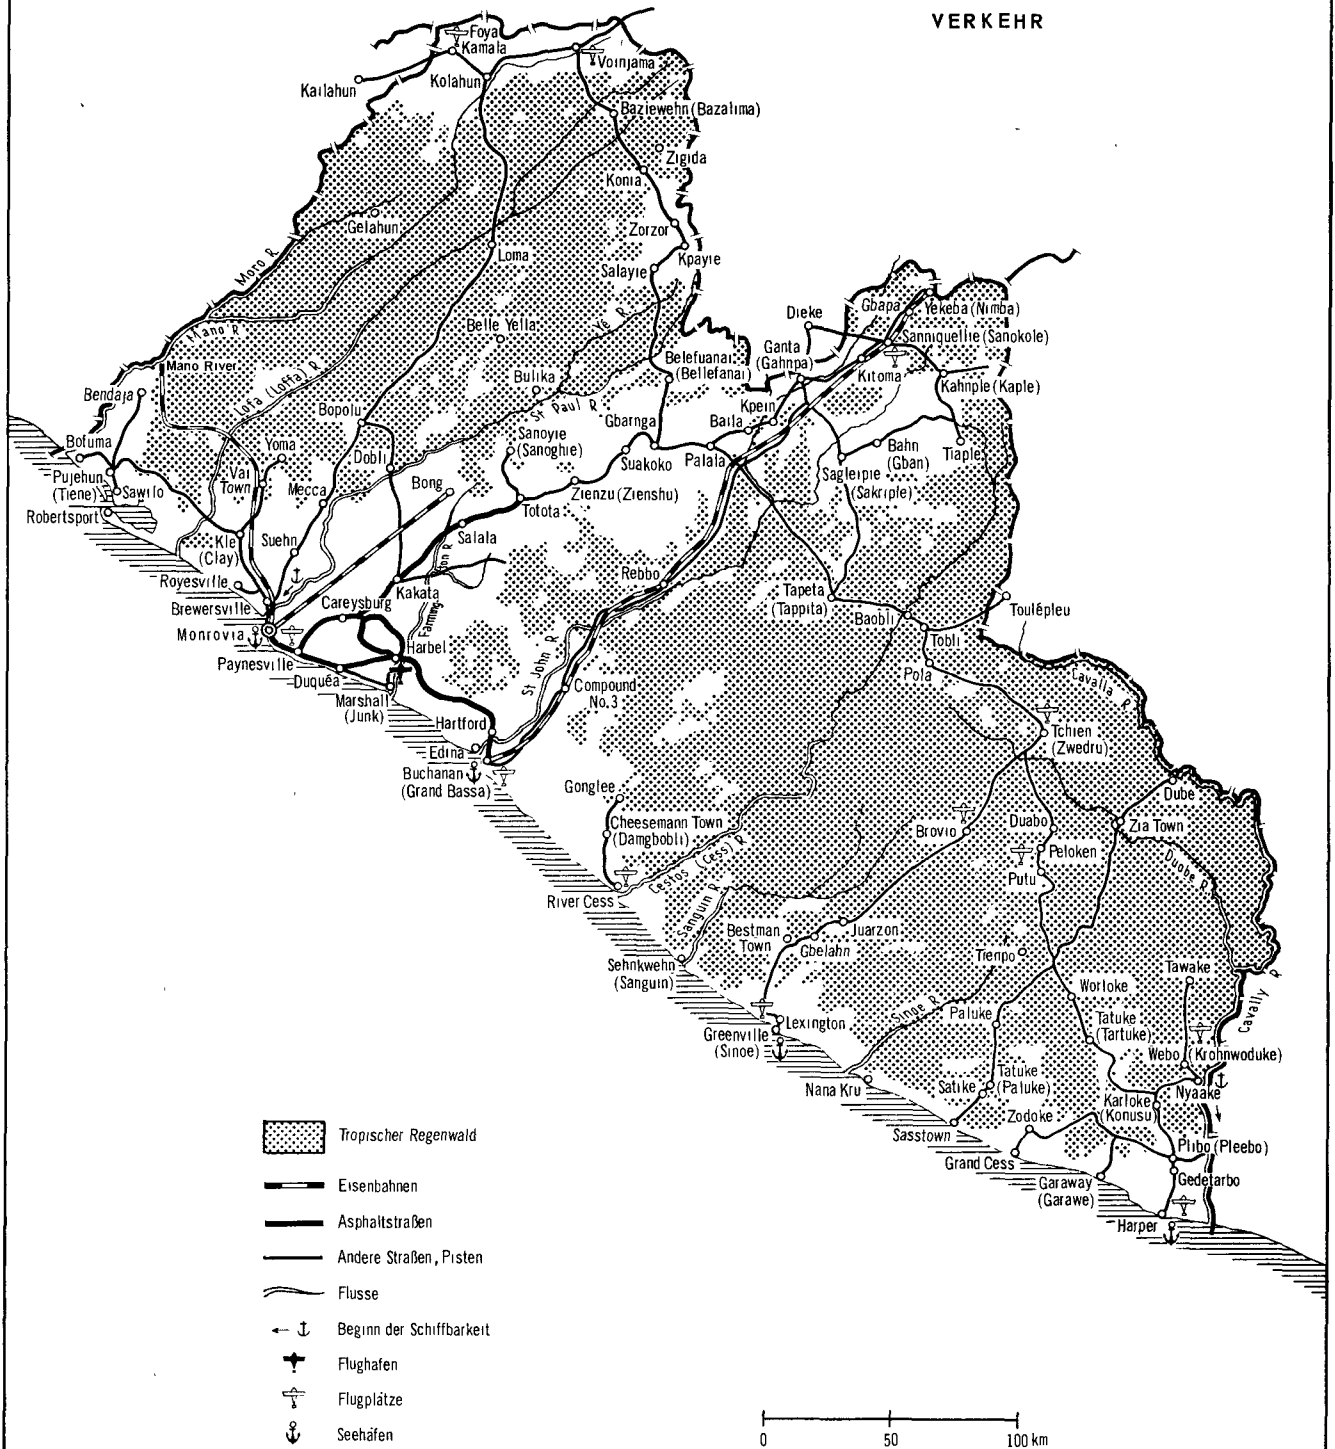 VERKEHR
Foya
Kamala
Kailahun
Kolahun
Voinjama
Baziewehn (Bazalima)
Zigida
Konia
Gelahun
Zorzor
Kpayie
Loma
Salayie
Moro R
Mano R
Ye R
Belle Yella
Mano River
Lofa (Loffa) R
Belefuanai
(Bellefanai)
Dieke
Gbapa
Yekeba (Nimba)
Sanniquellie (Sanokole)
Ganta
(Gahnpa)
Kitoma
Kahnple (Kaple)
Bendaja
Bulika
St Paul R
Bopolu
Kpein
Baila
Gbarnga
Sanoyie
(Sanoghie)
Bofuma
Yoma
Dobli
Suakoko
Palala
Bahn
(Gban)
Tiaple
Pujehun
(Tiene)
Sawilo
Vai
Town
Mecca
Bong
Zienzu (Zienshu)
Sagleipie
(Sakriple)
Robertsport
Totota
Kle
(Clay)
Suehn
Salala
Royesville
Kakata
Rebbo
Brewersville
Careysburg
Tapeta
(Tappita)
Baobli
Toulépleu
Monrovia
Harbel
Tobli
Paynesville
St John R
Pola
Duquéa
Compound
No. 3
Cavalla R
Marshall
(Junk)
Hartford
Tchien
(Zwedru)
Edina
Buchanan
(Grand Bassa)
Gonglee
Dube
Cheesemann Town
(Damgbobli)
Brovio
Duabo
Zia Town
Peloken
Duobe R
Putu
Cestos (Cess) R
River Cess
Sanguin R
Bestman
Town
Juarzon
Gbelahn
Tienpo
Sehnkwehn
(Sanguin)
Tawake
Worloke
Cavally R
Sinoe R
Paluke
Tatuke
(Tartuke)
Lexington
Greenville
(Sinoe)
Webo (Krohnwoduke)
Nana Kru
Satike
Tatuke
(Paluke)
Nyaake
Karloke
(Konusu)
Zodoke
Sasstown
Plibo (Pleebo)
Grand Cess
Garaway
(Garawe)
Gedetarbo
Harper
Tropischer Regenwald
Eisenbahnen
Asphaltstraßen
Andere Straßen, Pisten
Flusse
Beginn der Schiffbarkeit
Flughafen
Flugplätze
Seehäfen
0 50 100 km